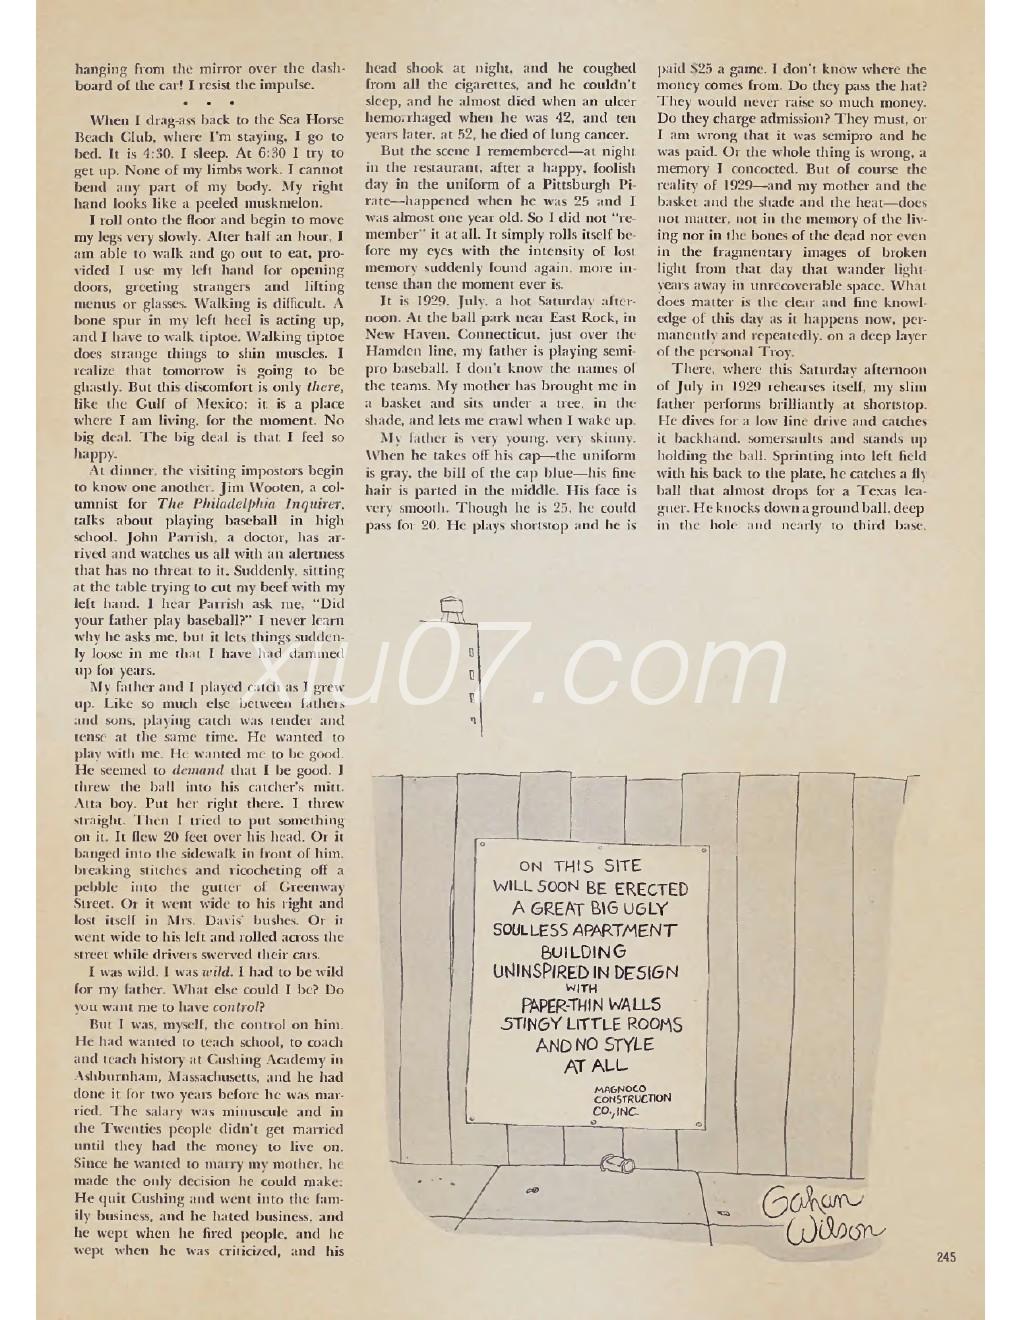 hanging from the mirror over the dash-
board of the car! I resist the impulse.
• • •
When I drag-ass back to the Sea Horse
Beach Club, where I'm staying, I go to
bed. It is 4:30. I sleep. At 6:30 I try to
get up. None of my limbs work. I cannot
bend any part of my body. My right
hand looks like a peeled muskmelon.
I roll onto the floor and begin to move
my legs very slowly. After half an hour, I
am able to walk and go out to eat, pro-
vided I use my left hand for opening
doors, greeting strangers and lifting
menus or glasses. Walking is difficult. A
bone spur in my left heel is acting up,
and I have to walk tiptoe. Walking tiptoe
does strange things to shin muscles. I
realize that tomorrow is going to be
ghastly. But this discomfort is only there,
like the Gulf of Mexico; it is a place
where I am living, for the moment. No
big deal. The big deal is that I feel so
happy.
At dinner, the visiting impostors begin
to know one another. Jim Wooten, a col-
umnist for The Philadelphia Inquirer,
talks about playing baseball in high
school. John Parrish, a doctor, has ar-
rived and watches us all with an alertness
that has no threat to it. Suddenly, sitting
at the table trying to cut my beef with my
left hand, I hear Parrish ask me, "Did
your father play baseball?" I never learn
why he asks me, but it lets things sudden-
ly loose in me that I have had dammed
up for years.
My father and I played catch as I grew
up. Like so much else between fathers
and sons, playing catch was tender and
tense at the same time. He wanted to
play with me. He wanted me to be good.
He seemed to demand that I be good. I
threw the ball into his catcher's mitt.
Atta boy. Put her right there. I threw
straight. Then I tried to put something
on it. It flew 20 feet over his head. Or it
banged into the sidewalk in front of him,
breaking stitches and ricocheting off a
pebble into the gutter of Greenway
Street. Or it went wide to his right and
lost itself in Mrs. Davis' bushes. Or it
went wide to his left and rolled across the
street while drivers swerved their cars.
I was wild. I was wild. I had to be wild
for my father. What else could I be? Do
you want me to have control?
But I was, myself, the control on him.
He had wanted to teach school, to coach
and teach history at Cushing Academy in
Ashburnham, Massachusetts, and he had
done it for two years before he was mar-
ried. The salary was minuscule and in
the Twenties people didn't get married
until they had the money to live on.
Since he wanted to marry my mother, he
made the only decision he could make:
He quit Cushing and went into the fam-
ily business, and he hated business, and
he wept when he fired people, and he
wept when he was criticized, and his
head shook at night, and he coughed
from all the cigarettes, and he couldn't
sleep, and he almost died when an ulcer
hemorrhaged when he was 42, and ten
years later, at 52, he died of lung cancer.
But the scene I remembered—at night
in the restaurant, after a happy, foolish
day in the uniform of a Pittsburgh Pi-
rate—happened when he was 25 and I
was almost one year old. So I did not "re-
member" it at all. It simply rolls itself be-
fore my eyes with the intensity of lost
memory suddenly found again, more in-
tense than the moment ever is.
It is 1929, July, a hot Saturday after-
noon. At the ball park near East Rock, in
New Haven, Connecticut, just over the
Hamden line, my father is playing semi-
pro baseball. I don't know the names of
the teams. My mother has brought me in
a basket and sits under a tree, in the
shade, and lets me crawl when I wake up.
My father is very young, very skinny.
When he takes off his cap—the uniform
is gray, the bill of the cap blue—his fine
hair is parted in the middle. His face is
very smooth. Though he is 25, he could
pass for 20. He plays shortstop and he is
paid $25 a game. I don't know where the
money comes from. Do they pass the hat?
They would never raise so much money.
Do they charge admission? They must, or
I am wrong that it was semipro and he
was paid. Or the whole thing is wrong, a
memory I concocted. But of course the
reality of 1929—and my mother and the
basket and the shade and the heat—does
not matter, not in the memory of the liv-
ing nor in the bones of the dead nor even
in the fragmentary images of broken
light from that day that wander light-
years away in unrecoverable space. What
does matter is the clear and fine knowl-
edge of this day as it happens now, per-
manently and repeatedly, on a deep layer
of the personal Troy.
There, where this Saturday afternoon
of July in 1929 rehearses itself, my slim
father performs brilliantly at shortstop.
He dives for a low line drive and catches
it backhand, somersaults and stands up
holding the ball. Sprinting into left field
with his back to the plate, he catches a fly
ball that almost drops for a Texas lea-
guer. He knocks down a ground ball, deep
in the hole and nearly to third base,
xiu07.com
ON THIS SITE
WILL SOON BE ERECTED
A GREAT BIG UGLY
SOULLESS APARTMENT
BUILDING
UNINSPIRED IN DESIGN
WITH
PAPER-THIN WALLS
STINGY LITTLE ROOMS
AND NO STYLE
AT ALL
MAGNOCO
CONSTRUCTION
CO., INC.
Gahan
Wilson
245